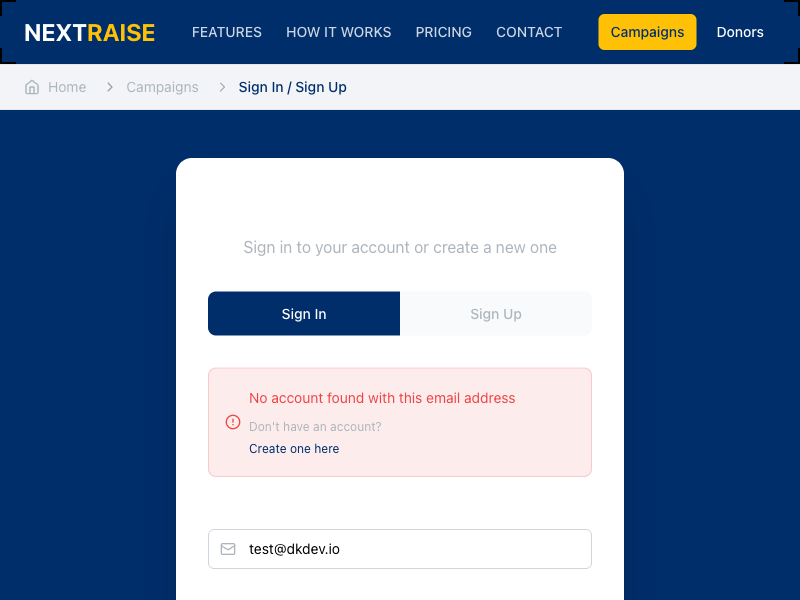 NEXTRAISE FEATURES HOW IT WORKS PRICING CONTACT Campaigns Donors
Home > Campaigns > Sign In / Sign Up
Sign in to your account or create a new one
Sign In Sign Up
No account found with this email address
Don't have an account?
Create one here
test@dkdev.io